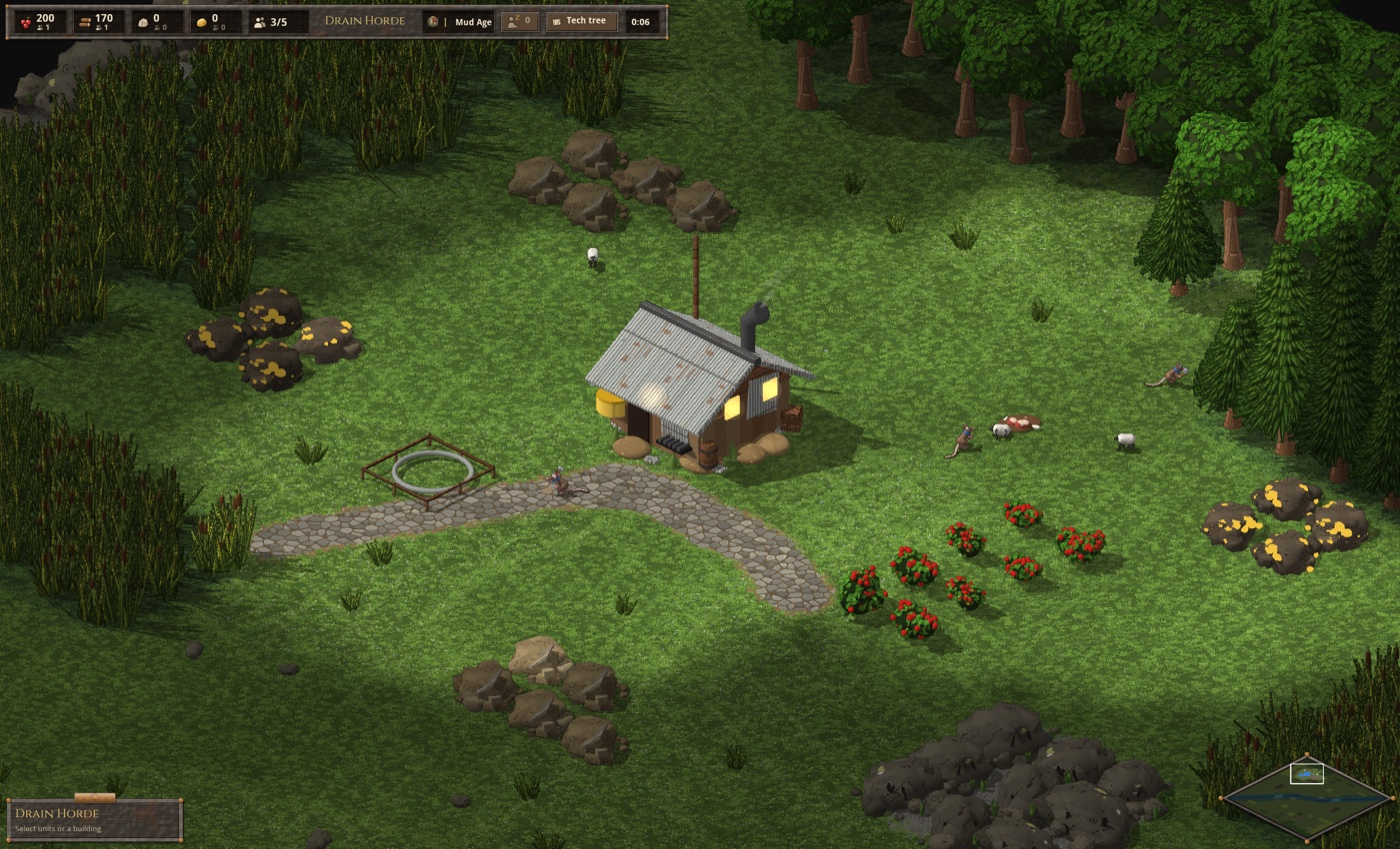 200 170 0 0 3/5 DRAIN HORDE I Mud Age 0 Tech tree 0:06
1 1 0 0
DRAIN HORDE
Select units or a building.